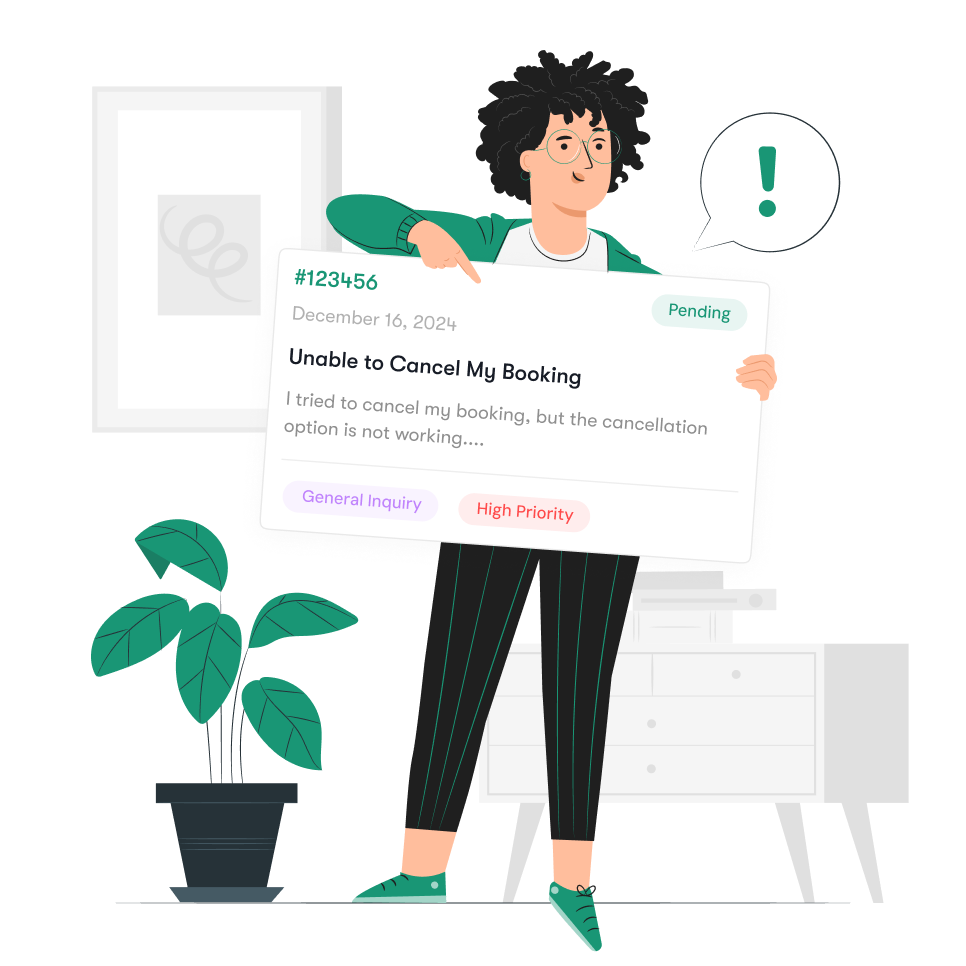 #123456
Pending
December 16, 2024
Unable to Cancel My Booking
I tried to cancel my booking, but the cancellation
option is not working....
General Inquiry
High Priority
!